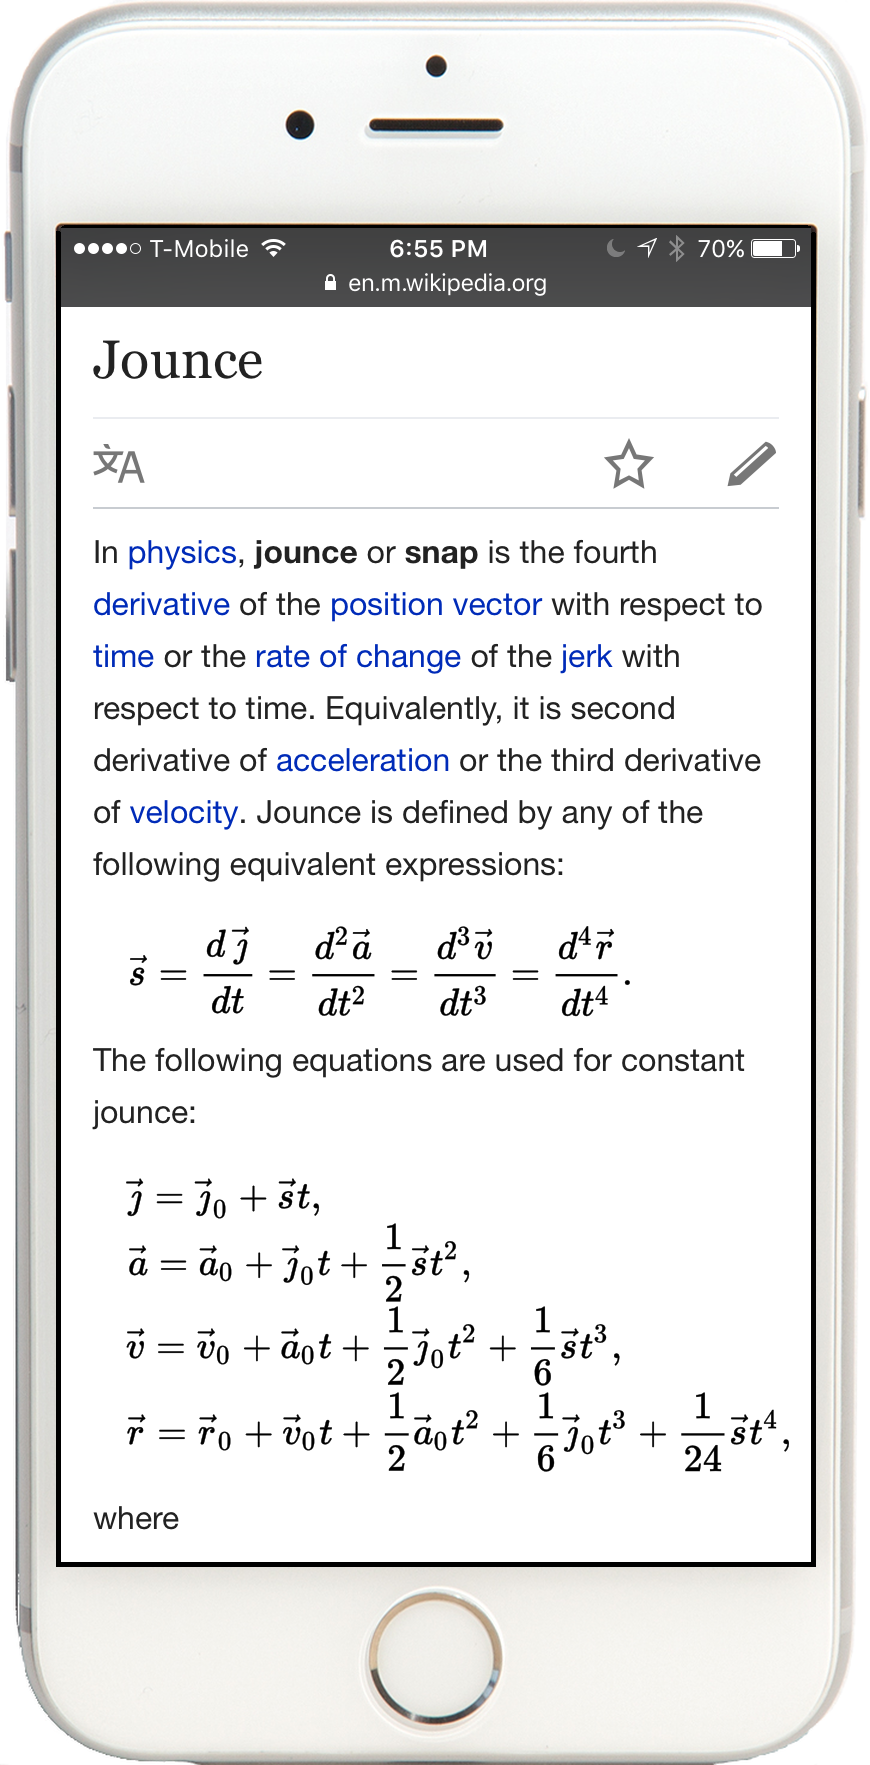 T-Mobile 6:55 PM 70%
en.m.wikipedia.org
Jounce
文A
In physics, jounce or snap is the fourth
derivative of the position vector with respect to
time or the rate of change of the jerk with
respect to time. Equivalently, it is second
derivative of acceleration or the third derivative
of velocity. Jounce is defined by any of the
following equivalent expressions:
$\vec{s} = \frac{d\vec{\jmath}}{dt} = \frac{d^2\vec{a}}{dt^2} = \frac{d^3\vec{v}}{dt^3} = \frac{d^4\vec{r}}{dt^4}.$
The following equations are used for constant
jounce:
$\vec{\jmath} = \vec{\jmath}_0 + \vec{s}t,$
$\vec{a} = \vec{a}_0 + \vec{\jmath}_0 t + \frac{1}{2}\vec{s}t^2,$
$\vec{v} = \vec{v}_0 + \vec{a}_0 t + \frac{1}{2}\vec{\jmath}_0 t^2 + \frac{1}{6}\vec{s}t^3,$
$\vec{r} = \vec{r}_0 + \vec{v}_0 t + \frac{1}{2}\vec{a}_0 t^2 + \frac{1}{6}\vec{\jmath}_0 t^3 + \frac{1}{24}\vec{s}t^4,$
where